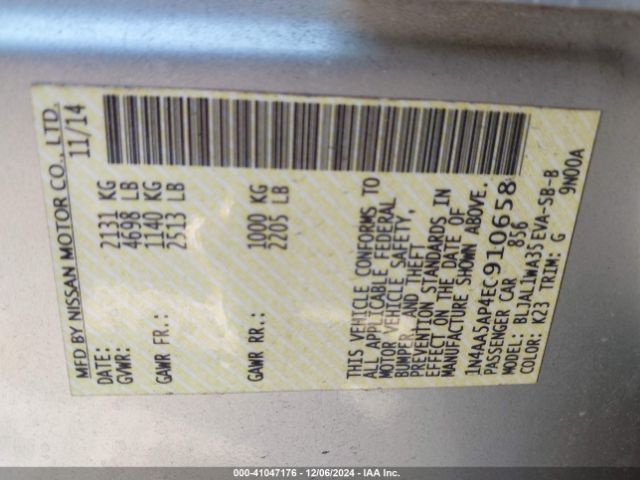 MFD BY NISSAN MOTOR CO., LTD.
DATE: 11/14
GVWR: 2131 KG
4698 LB
GAWR FR.: 1140 KG
2513 LB
GAWR RR.: 1000 KG
2205 LB
THIS VEHICLE CONFORMS TO
ALL APPLICABLE FEDERAL
MOTOR VEHICLE SAFETY,
BUMPER, AND THEFT
PREVENTION STANDARDS IN
EFFECT ON THE DATE OF
MANUFACTURE SHOWN ABOVE.
1N4AA5AP4EC910658
PASSENGER CAR 856
MODEL: BLJAL1WA35EVA-SB-B
COLOR: K23 TRIM: G 9N00A
000-41047176 - 12/06/2024 - IAA Inc.